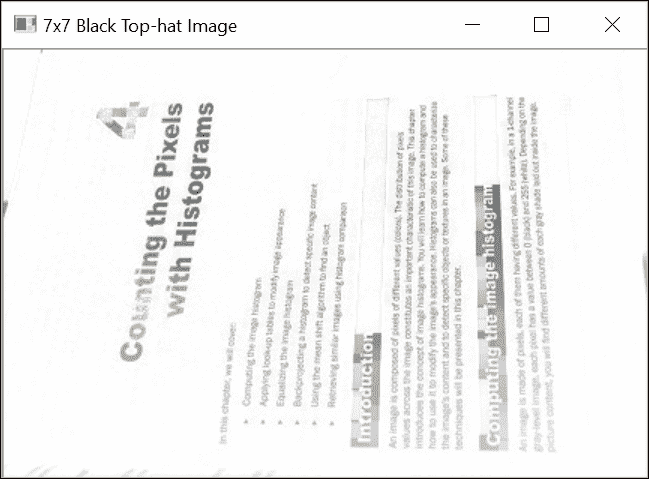 7x7 Black Top-hat Image
4
Counting the Pixels
with Histograms
In this chapter, we will cover:
Computing the image histogram
Applying look-up tables to modify image appearance
Equalizing the image histogram
Backprojecting a histogram to detect specific image content
Using the mean shift algorithm to find an object
Retrieving similar images using histogram comparison
Introduction
An image is composed of pixels of different values (colors). The distribution of pixels
values across the image constitutes an important characteristic of this image. This chapter
introduces the concept of image histograms. You will learn how to compute a histogram and
how to use it to modify the image's appearance. Histograms can also be used to characterize
the image's content and to detect specific objects or textures in an image. Some of these
techniques will be presented in this chapter.
Computing the image histogram
An image is made of pixels, each of them having different values. For example, in a 1-channel
gray-level image, each pixel has a value between 0 (black) and 255 (white). Depending on the
picture content, you will find different amounts of each gray shade laid out inside the image.